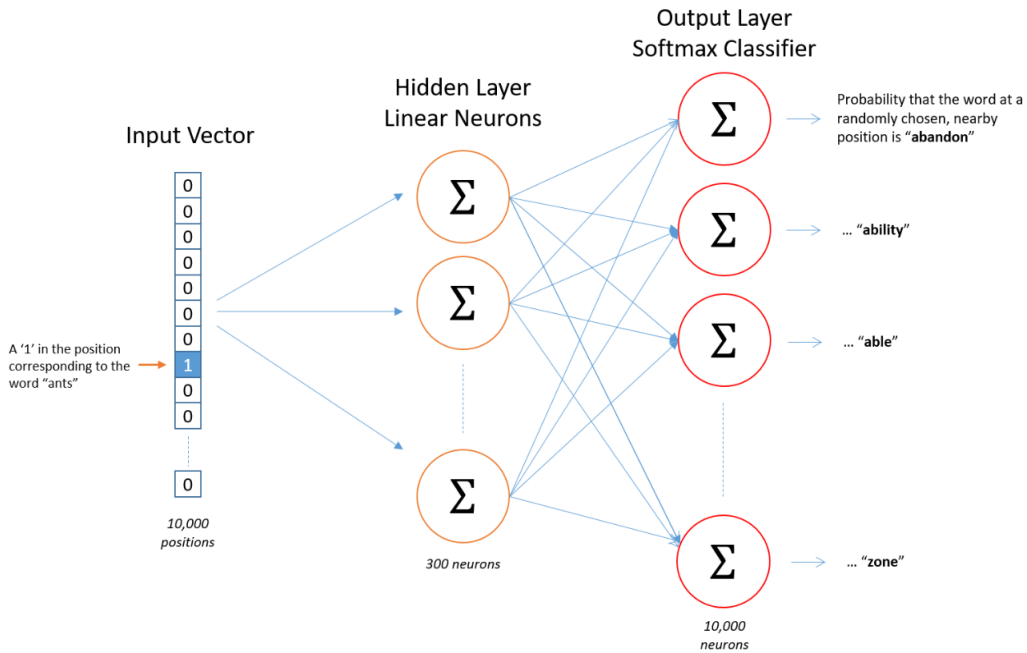 Output Layer
Softmax Classifier
Hidden Layer
Linear Neurons
Input Vector
0
0
0
0
0
0
0
1
0
0
0
A ‘1’ in the position
corresponding to the
word “ants”
10,000
positions
Σ
Σ
Σ
300 neurons
Σ
Σ
Σ
Σ
10,000
neurons
Probability that the word at a
randomly chosen, nearby
position is “abandon”
... “ability”
... “able”
... “zone”